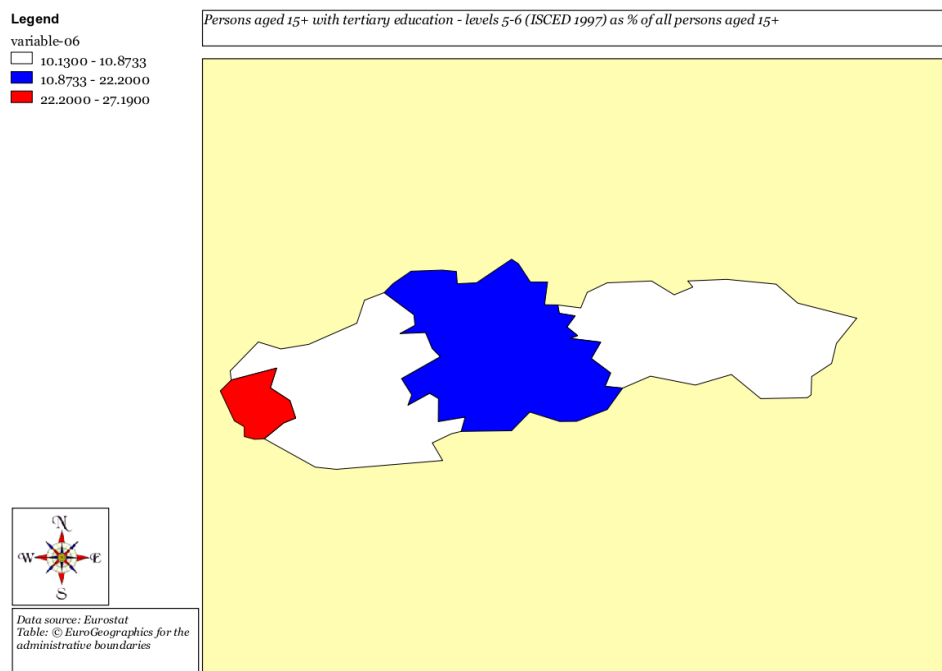 Legend
variable-06
10.1300 - 10.8733
10.8733 - 22.2000
22.2000 - 27.1900
Persons aged 15+ with tertiary education - levels 5-6 (ISCED 1997) as % of all persons aged 15+
N
W
E
S
Data source: Eurostat
Table: © EuroGeographics for the
administrative boundaries